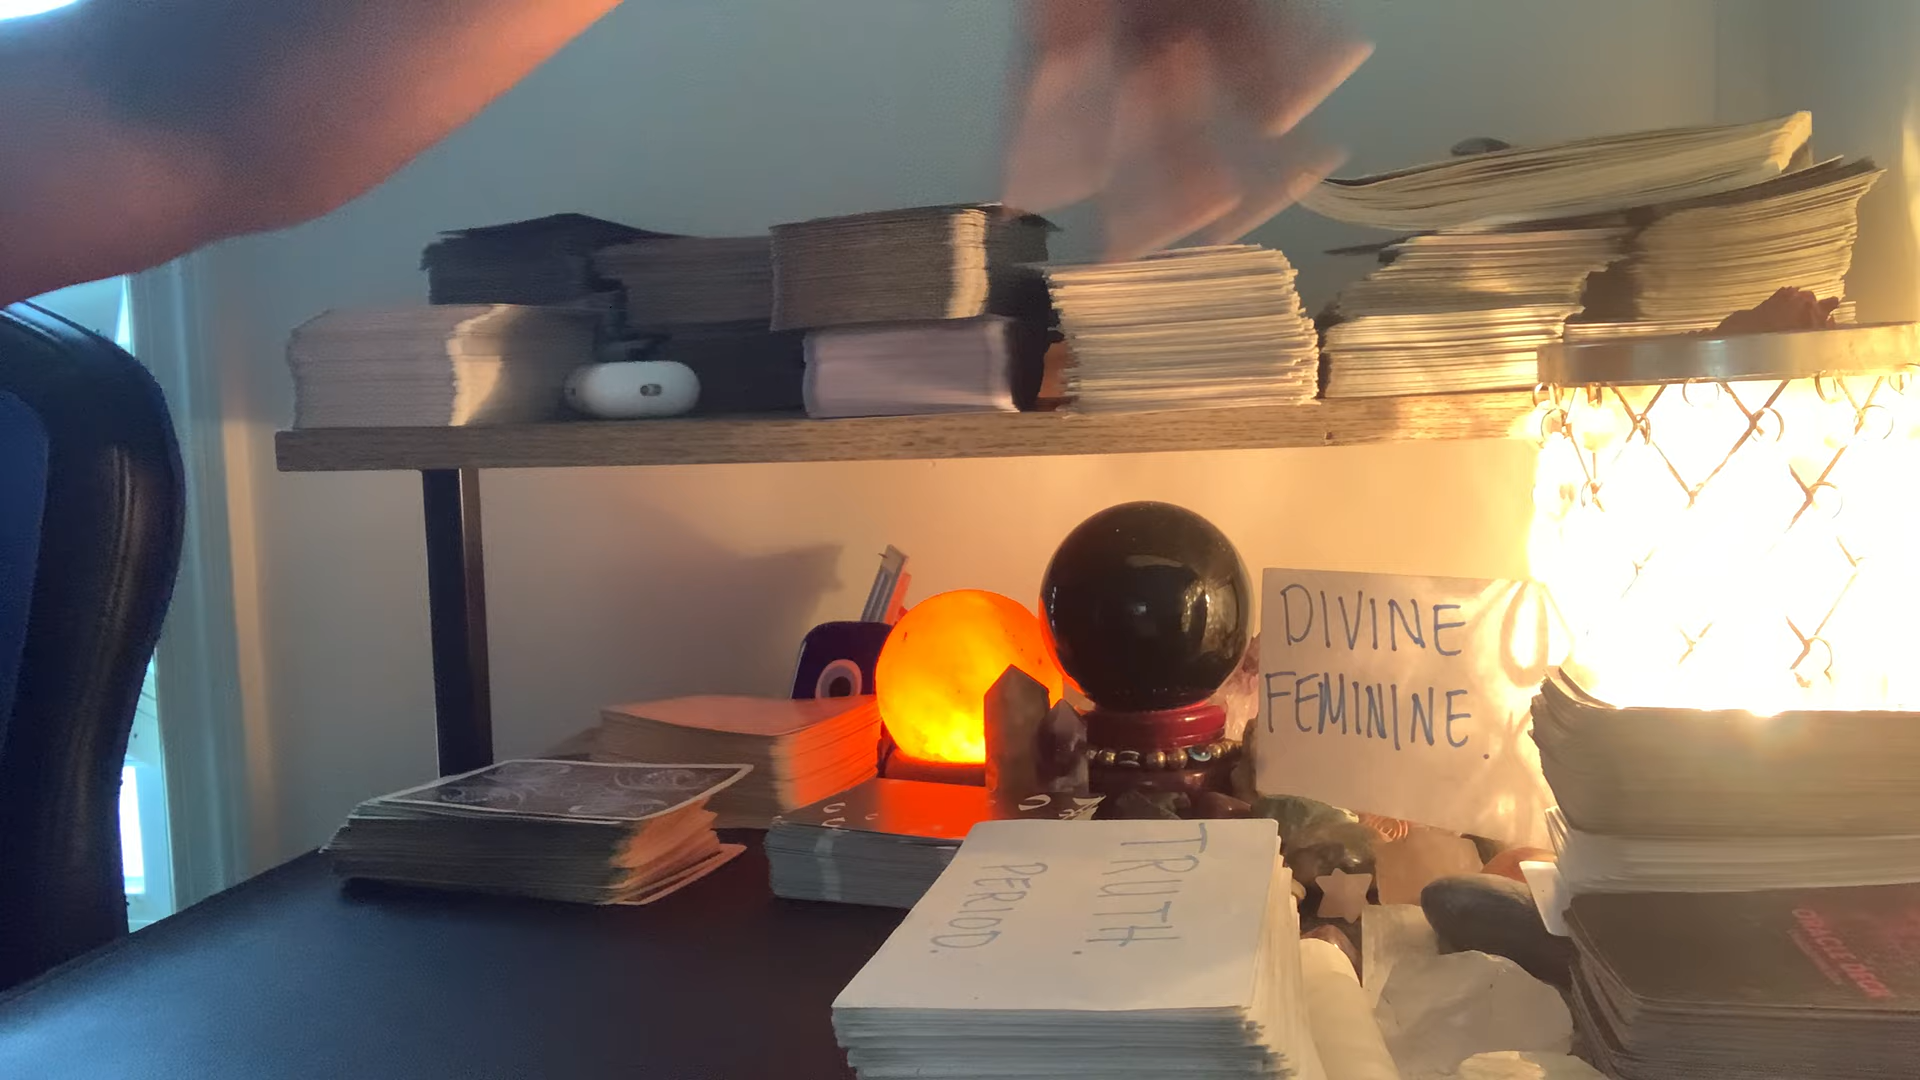 DIVINE
FEMININE.
TRUTH.
PERIOD.
ORACLE DECK